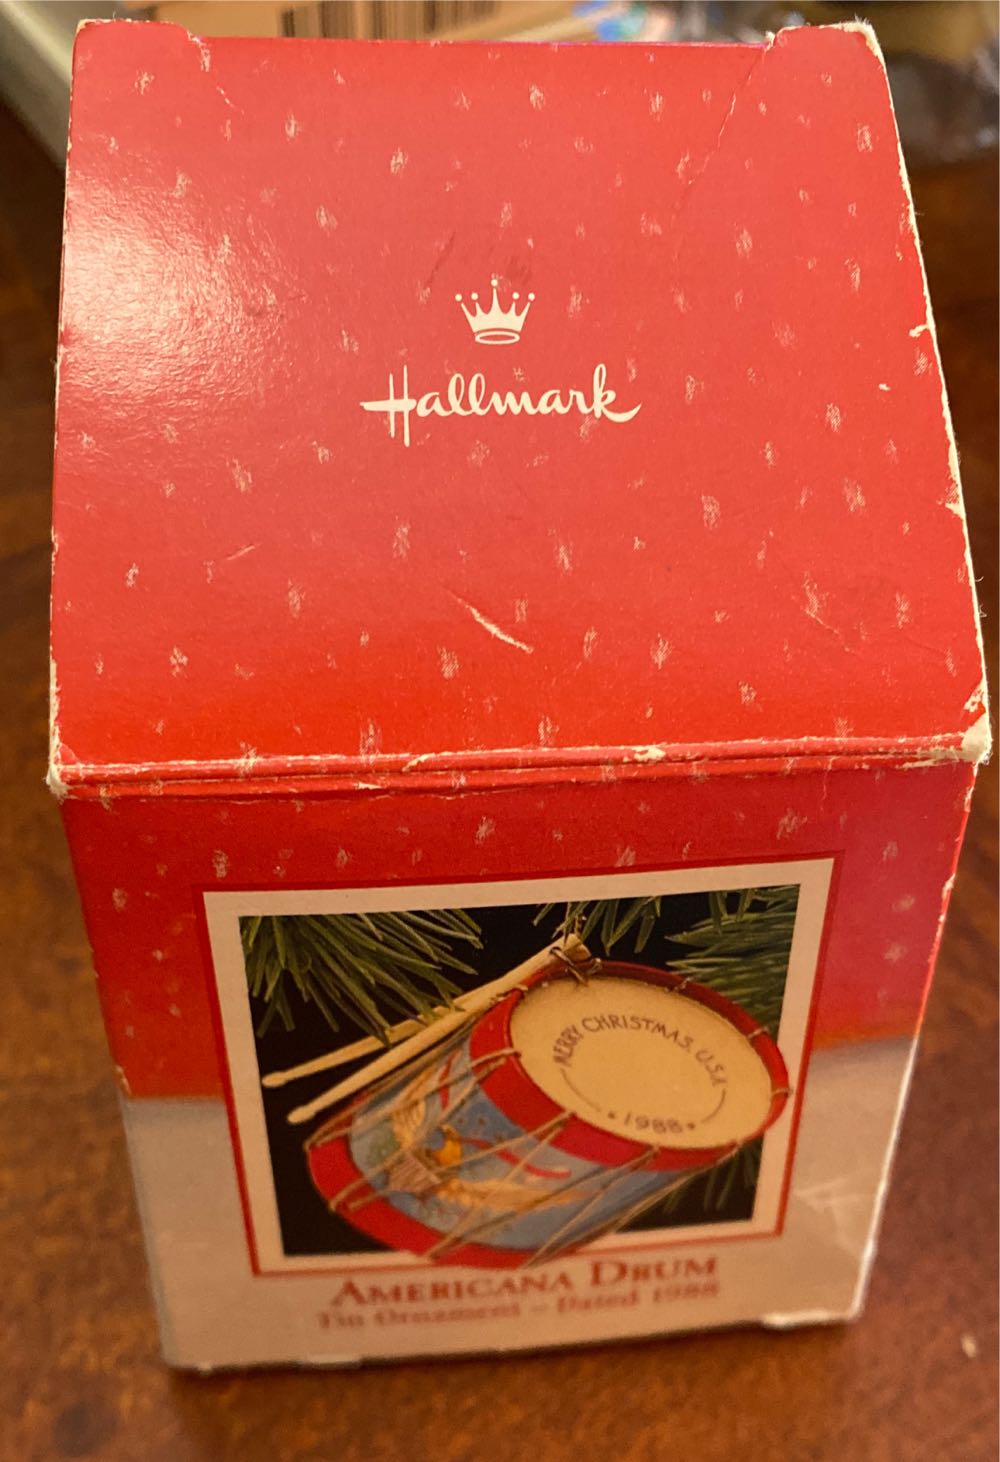 Hallmark
MERRY CHRISTMAS, U.S.A.
• 1988 •
AMERICANA DRUM
Tin Ornament – Dated 1988